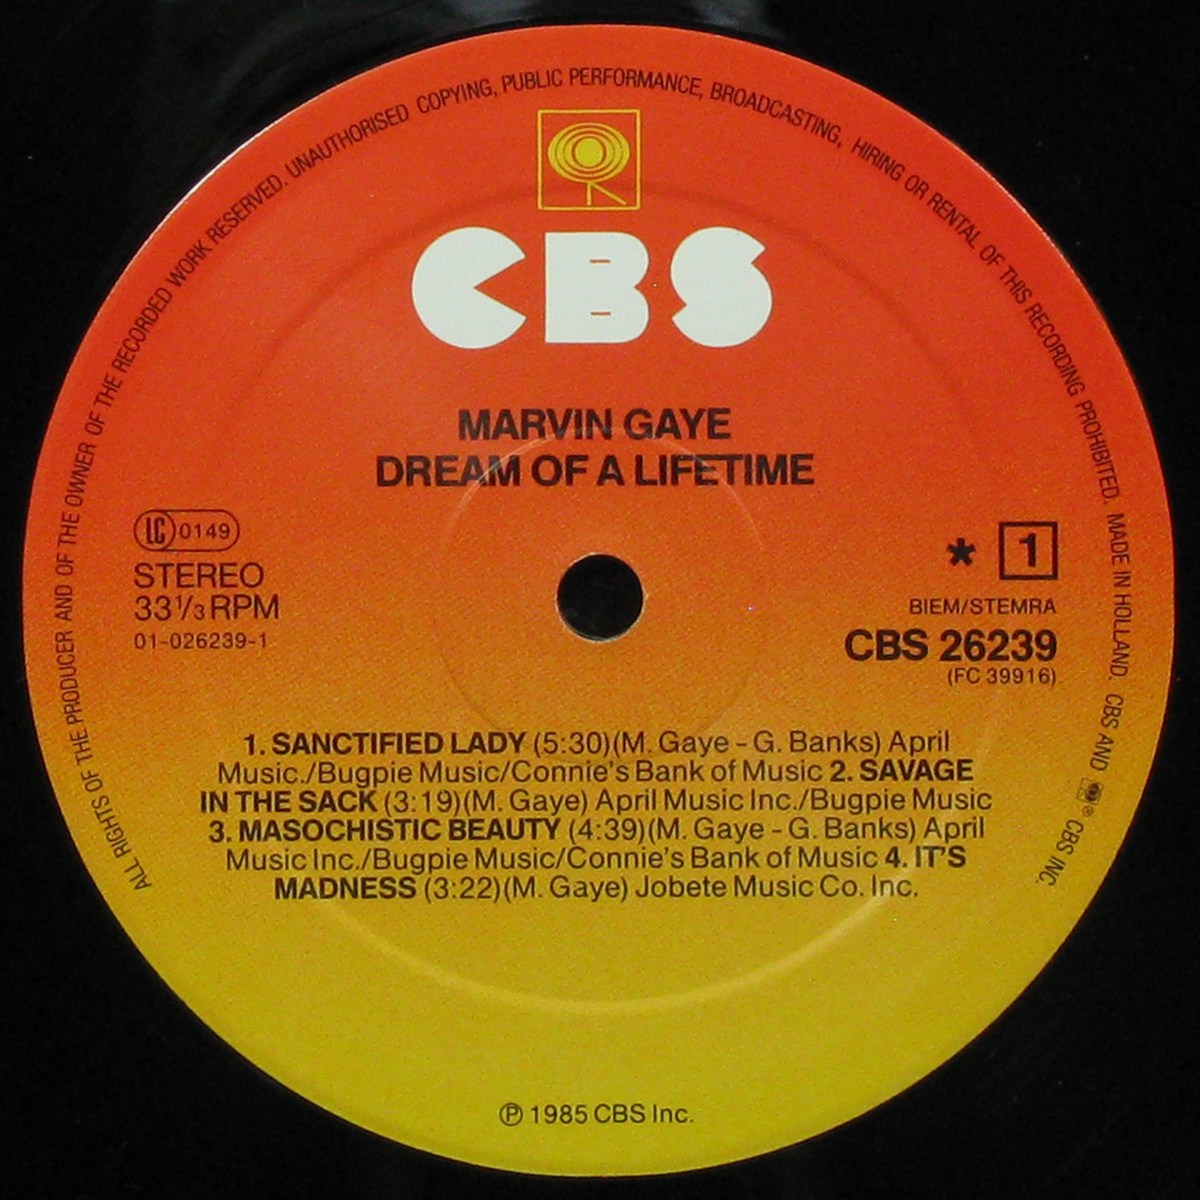 ALL RIGHTS OF THE PRODUCER AND OF THE OWNER OF THE RECORDED WORK RESERVED. UNAUTHORISED COPYING, PUBLIC PERFORMANCE, BROADCASTING, HIRING OR RENTAL OF THIS RECORDING PROHIBITED. MADE IN HOLLAND. CBS AND ® CBS INC.
CBS
MARVIN GAYE
DREAM OF A LIFETIME
LC 0149
STEREO
33 1/3 RPM
01-026239-1
* 1
BIEM/STEMRA
CBS 26239
(FC 39916)
1. SANCTIFIED LADY (5:30)(M. Gaye - G. Banks) April
Music./Bugpie Music/Connie's Bank of Music 2. SAVAGE
IN THE SACK (3:19)(M. Gaye) April Music Inc./Bugpie Music
3. MASOCHISTIC BEAUTY (4:39)(M. Gaye - G. Banks) April
Music Inc./Bugpie Music/Connie's Bank of Music 4. IT'S
MADNESS (3:22)(M. Gaye) Jobete Music Co. Inc.
℗ 1985 CBS Inc.